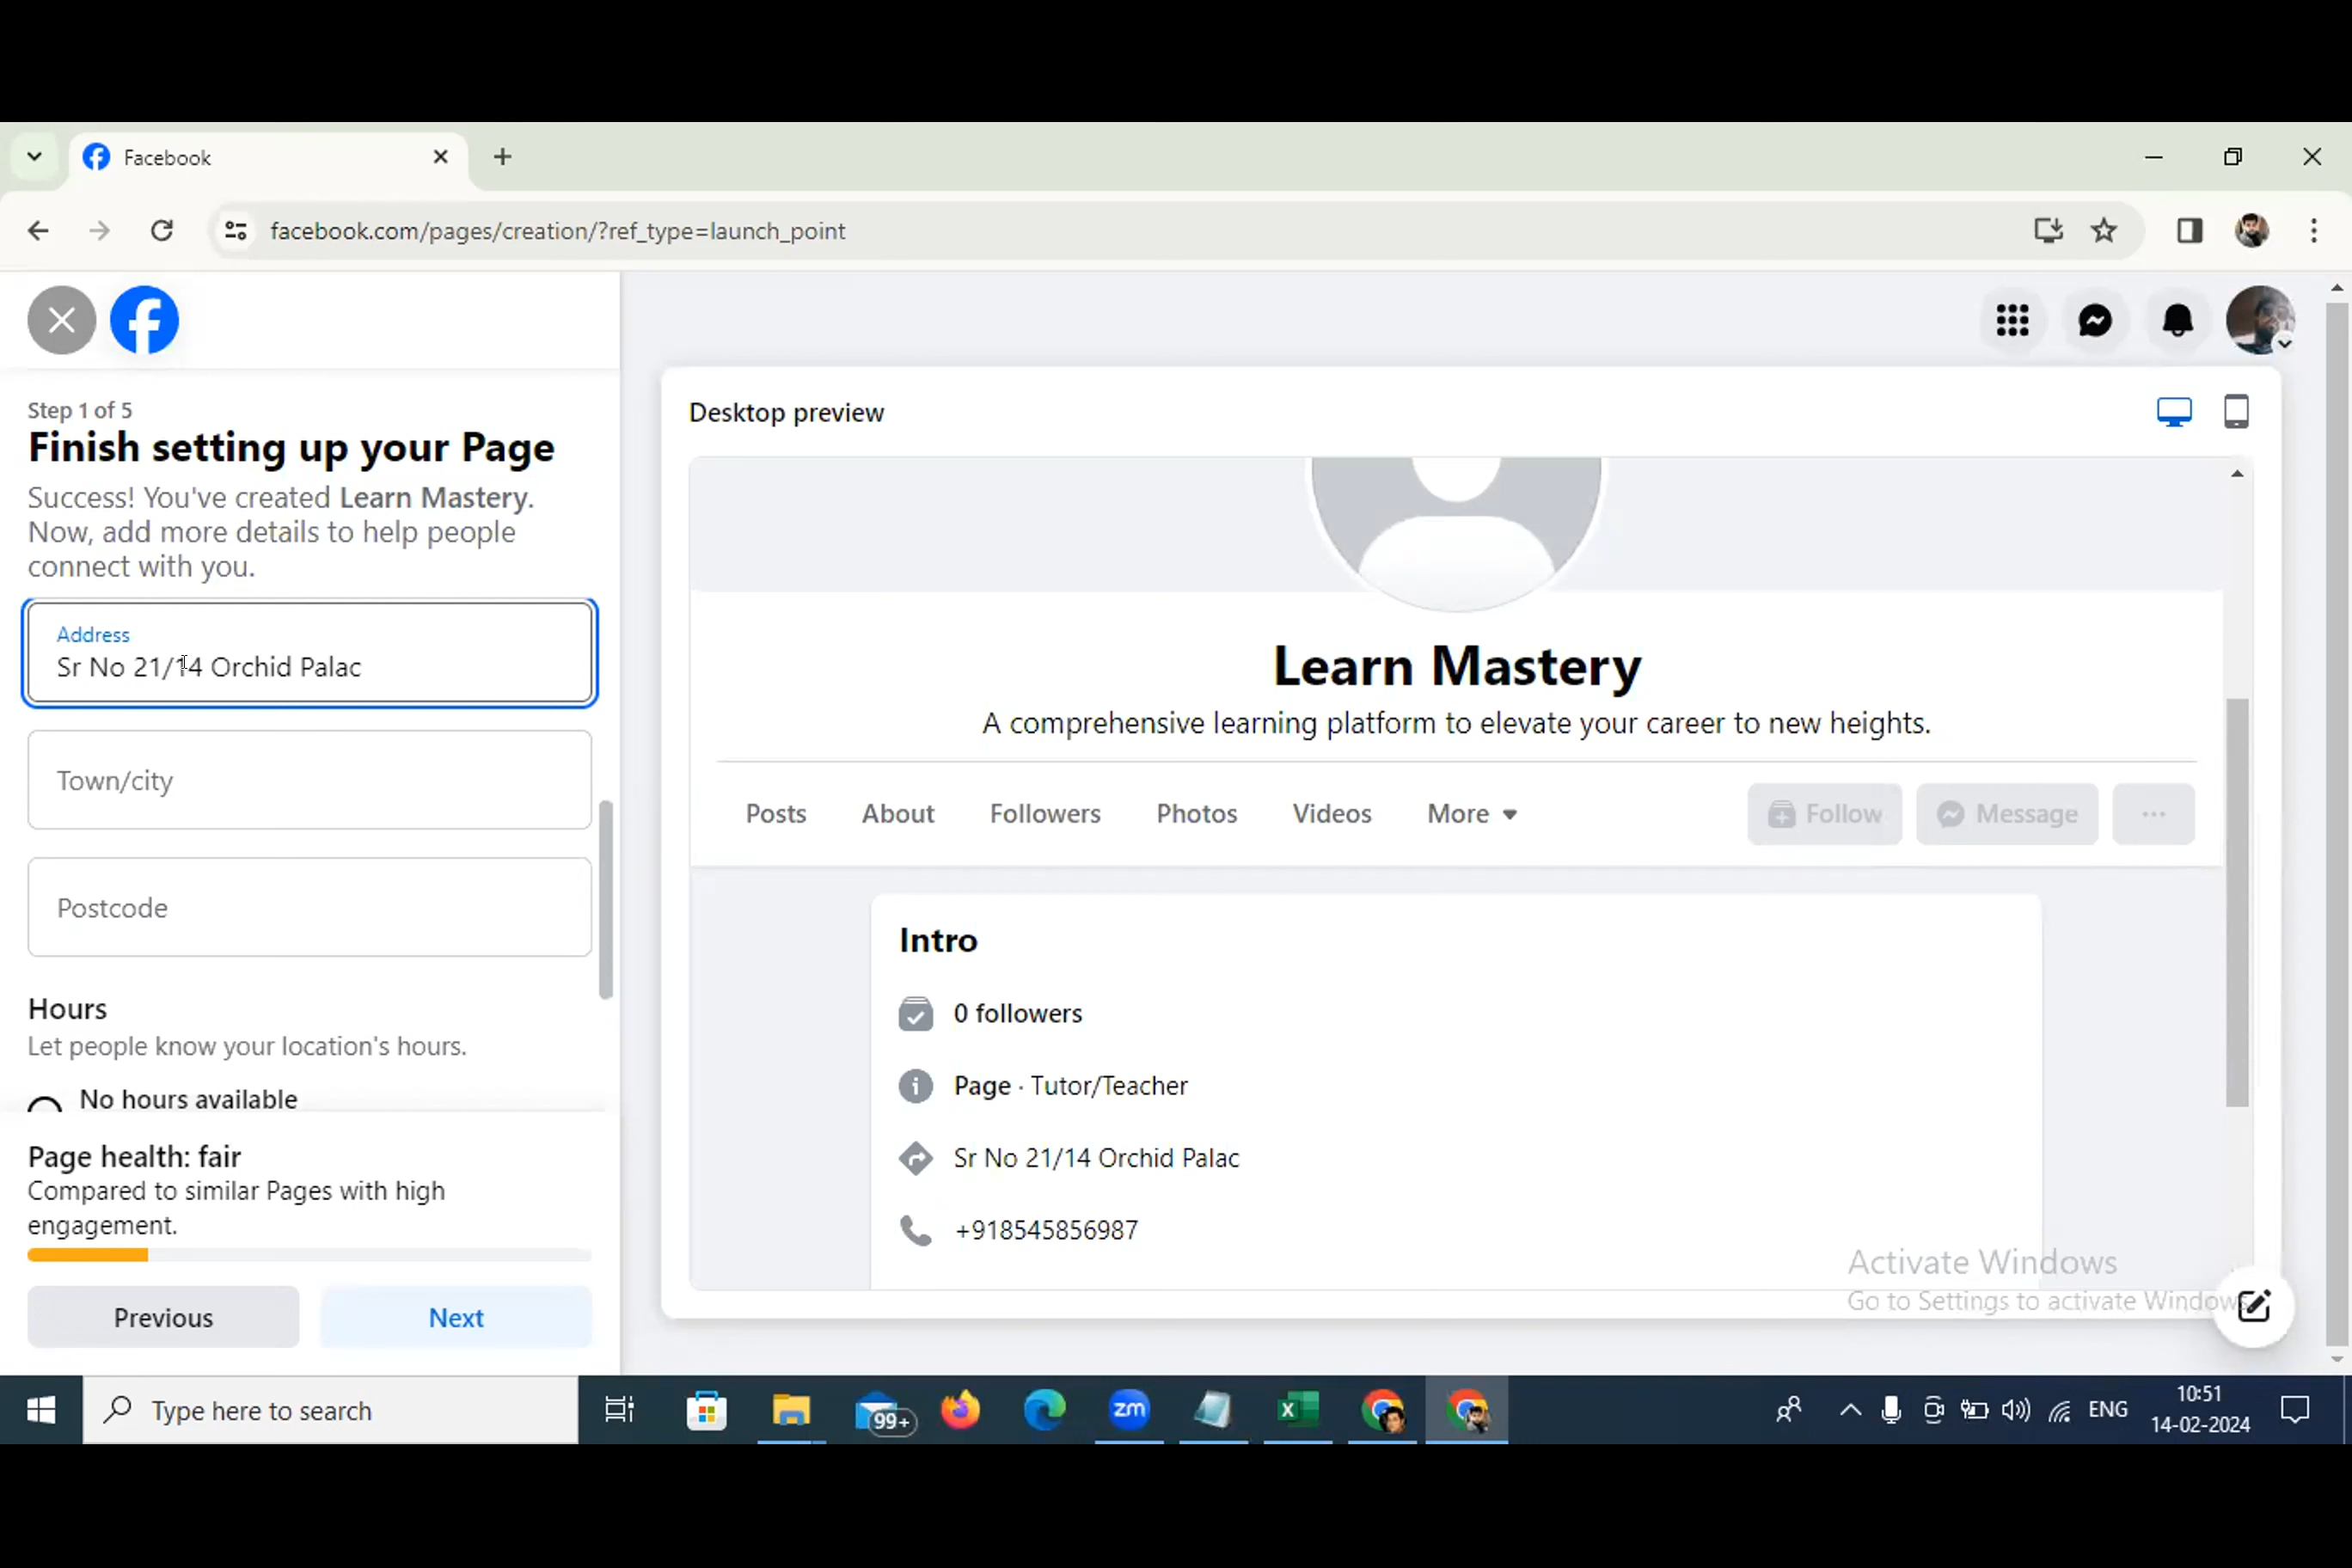 Facebook
facebook.com/pages/creation/?ref_type=launch_point
Step 1 of 5
Finish setting up your Page
Success! You've created Learn Mastery.
Now, add more details to help people
connect with you.
Address
Sr No 21/14 Orchid Palac
Town/city
Postcode
Hours
Let people know your location's hours.
No hours available
Page health: fair
Compared to similar Pages with high
engagement.
Previous
Next
Desktop preview
Learn Mastery
A comprehensive learning platform to elevate your career to new heights.
Posts
About
Followers
Photos
Videos
More
Follow
Message
Intro
0 followers
Page · Tutor/Teacher
Sr No 21/14 Orchid Palac
+918545856987
Activate Windows
Go to Settings to activate Windows
Type here to search
99+
zm
ENG
10:51
14-02-2024